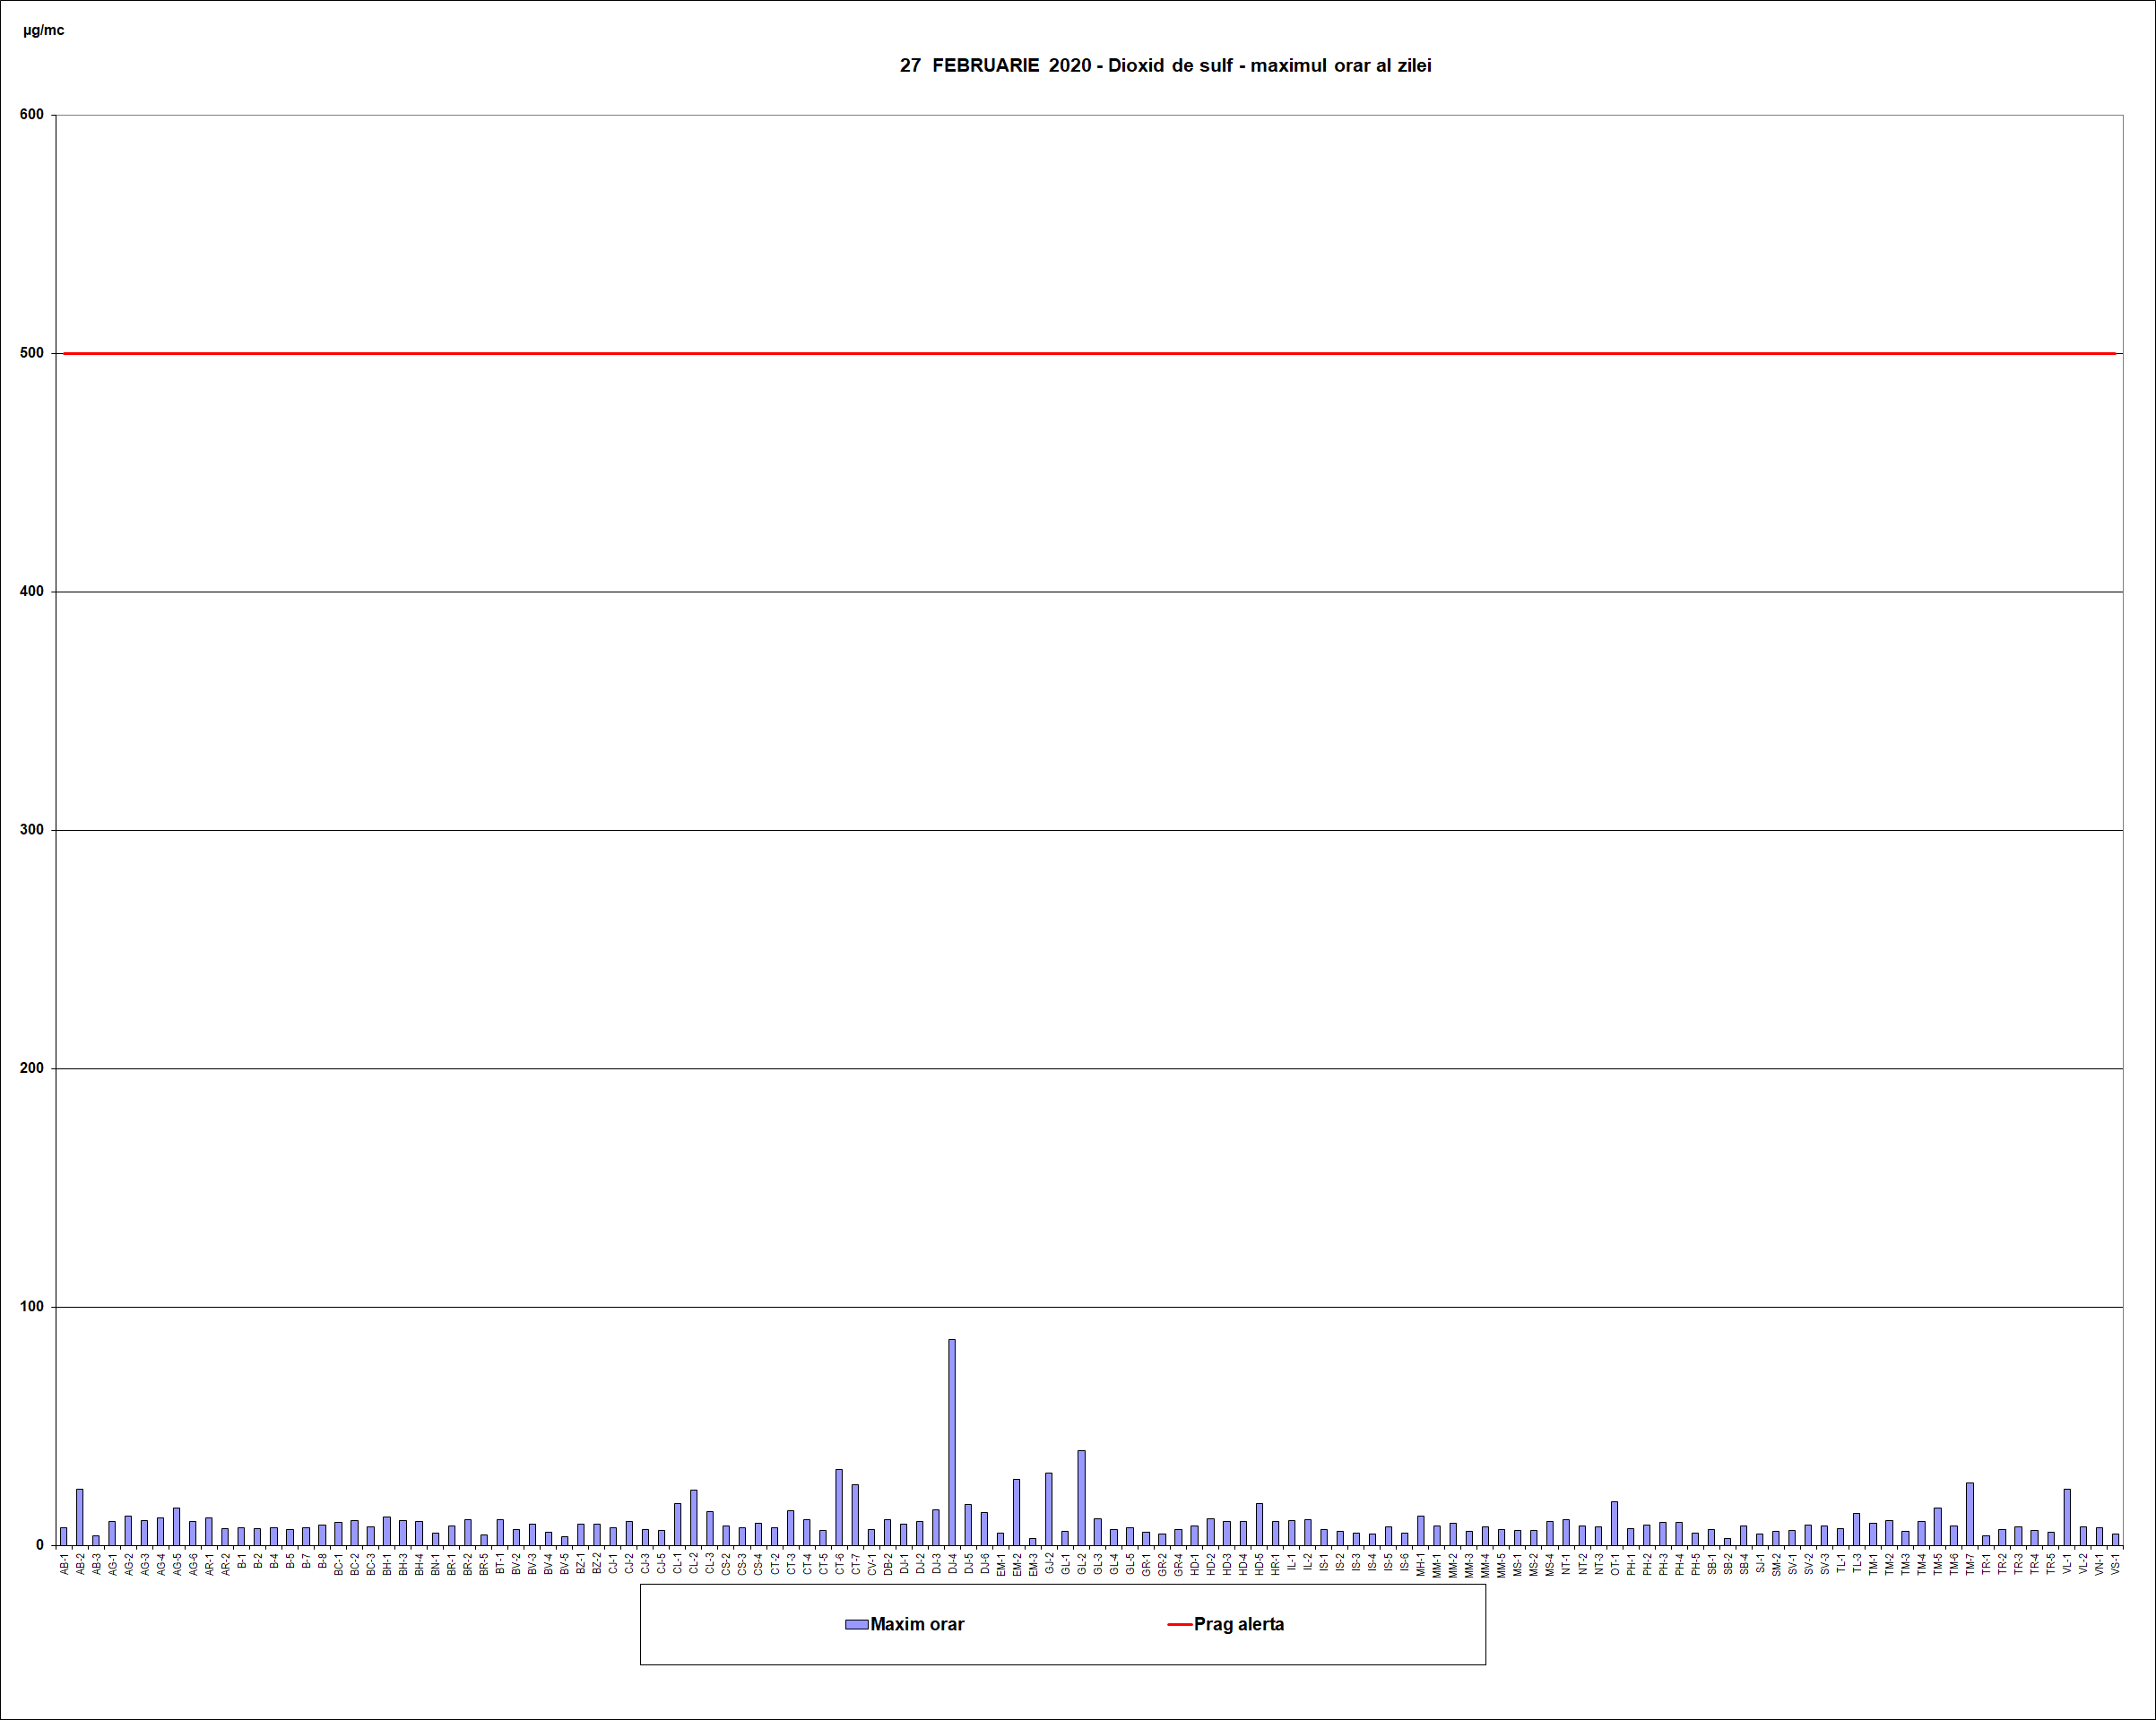 µg/mc
27 FEBRUARIE 2020 - Dioxid de sulf - maximul orar al zilei
600
500
400
300
200
100
0
AB-1 AB-2 AB-3 AG-1 AG-2 AG-3 AG-4 AG-5 AG-6 AR-1 AR-2 B-1 B-2 B-4 B-5 B-7 B-8 BC-1 BC-2 BC-3 BH-1 BH-3 BH-4 BN-1 BR-1 BR-2 BR-5 BT-1 BV-2 BV-3 BV-4 BV-5 BZ-1 BZ-2 CJ-1 CJ-2 CJ-3 CJ-5 CL-1 CL-2 CL-3 CS-2 CS-3 CS-4 CT-2 CT-3 CT-4 CT-5 CT-6 CT-7 CV-1 DB-2 DJ-1 DJ-2 DJ-3 DJ-4 DJ-5 DJ-6 EM-1 EM-2 EM-3 GJ-2 GL-1 GL-2 GL-3 GL-4 GL-5 GR-1 GR-2 GR-4 HD-1 HD-2 HD-3 HD-4 HD-5 HR-1 IL-1 IL-2 IS-1 IS-2 IS-3 IS-4 IS-5 IS-6 MH-1 MM-1 MM-2 MM-3 MM-4 MM-5 MS-1 MS-2 MS-4 NT-1 NT-2 NT-3 OT-1 PH-1 PH-2 PH-3 PH-4 PH-5 SB-1 SB-2 SB-4 SJ-1 SM-2 SV-1 SV-2 SV-3 TL-1 TL-3 TM-1 TM-2 TM-3 TM-4 TM-5 TM-6 TM-7 TR-1 TR-2 TR-3 TR-4 TR-5 VL-1 VL-2 VN-1 VS-1
Maxim orar Prag alerta